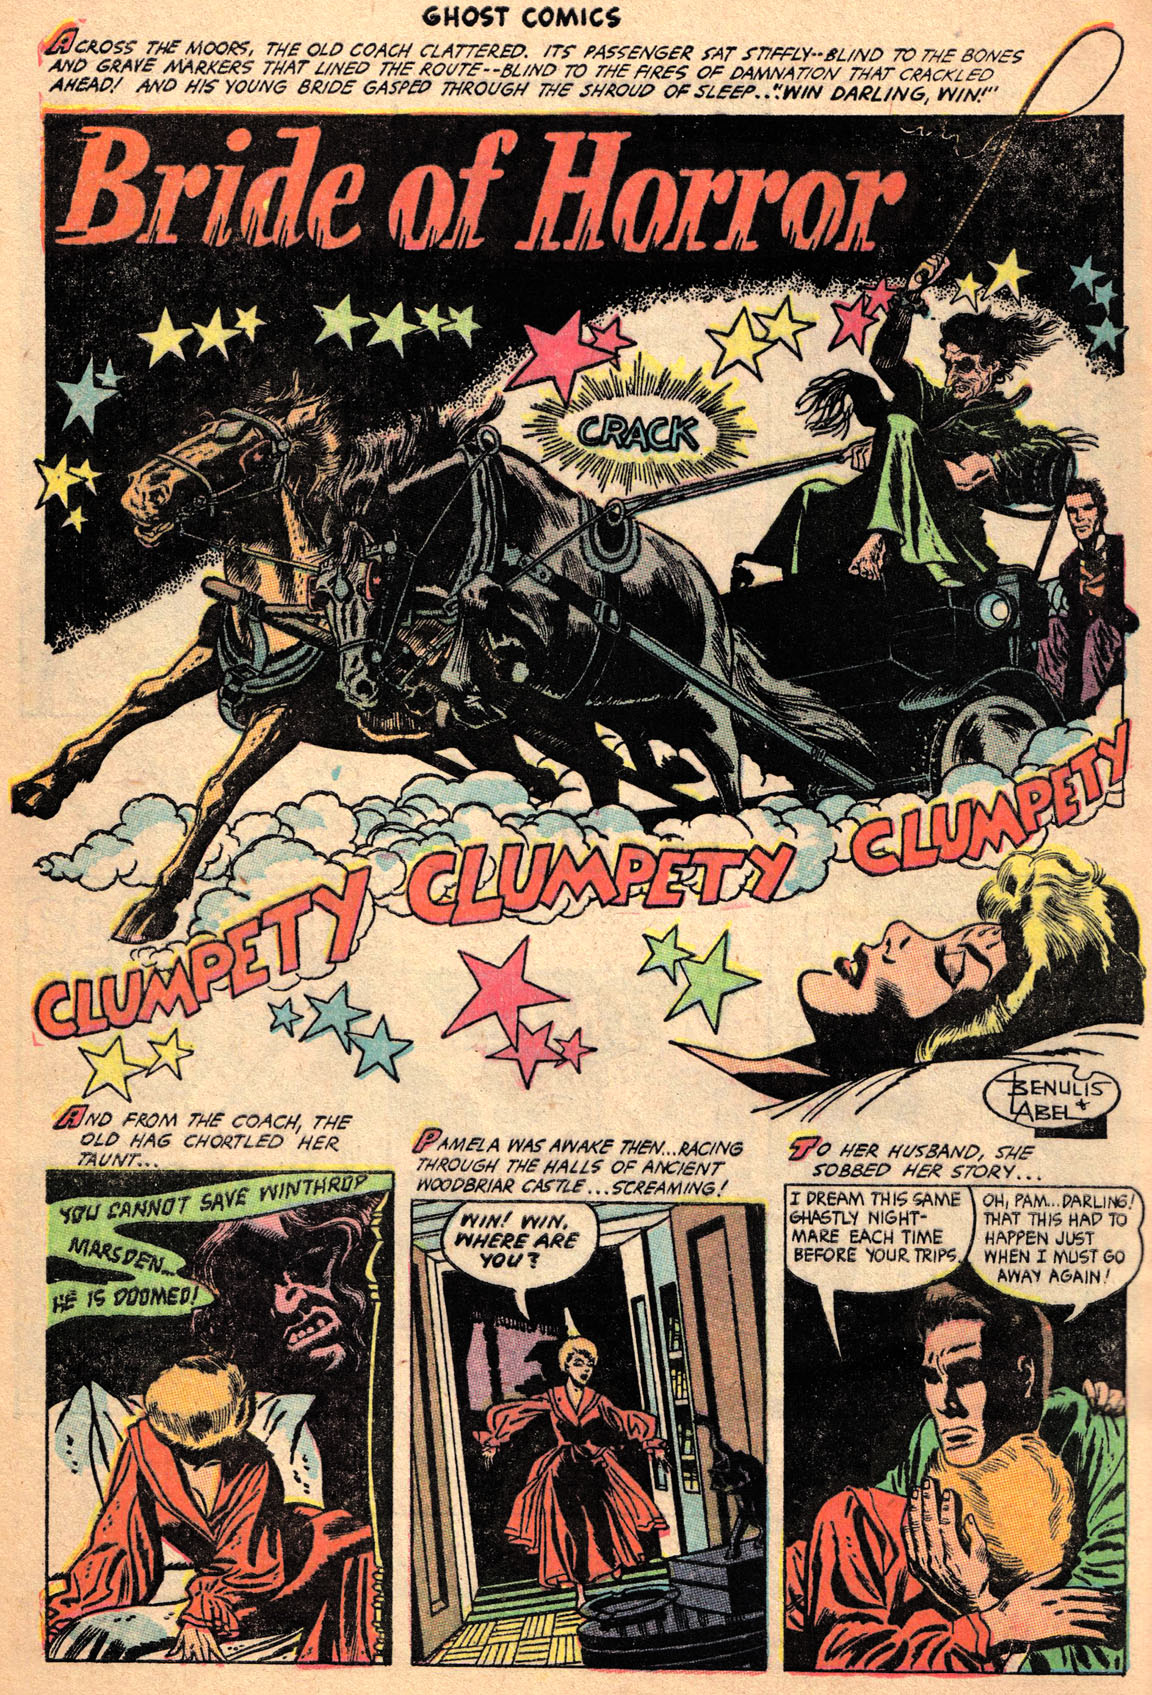 GHOST COMICS
ACROSS THE MOORS, THE OLD COACH CLATTERED. ITS PASSENGER SAT STIFFLY--BLIND TO THE BONES
AND GRAVE MARKERS THAT LINED THE ROUTE--BLIND TO THE FIRES OF DAMNATION THAT CRACKLED
AHEAD! AND HIS YOUNG BRIDE GASPED THROUGH THE SHROUD OF SLEEP..."WIN DARLING, WIN!"
Bride of Horror
CRACK
CLUMPETY CLUMPETY CLUMPETY
BENULIS
+
ABEL
AND FROM THE COACH, THE
OLD HAG CHORTLED HER
TAUNT...
YOU CANNOT SAVE WINTHROP
MARSDEN...
HE IS DOOMED!
PAMELA WAS AWAKE THEN...RACING
THROUGH THE HALLS OF ANCIENT
WOODBRIAR CASTLE...SCREAMING!
WIN! WIN,
WHERE ARE
YOU?
TO HER HUSBAND, SHE
SOBBED HER STORY...
I DREAM THIS SAME
GHASTLY NIGHT-
MARE EACH TIME
BEFORE YOUR TRIPS.
OH, PAM...DARLING!
THAT THIS HAD TO
HAPPEN JUST
WHEN I MUST GO
AWAY AGAIN!